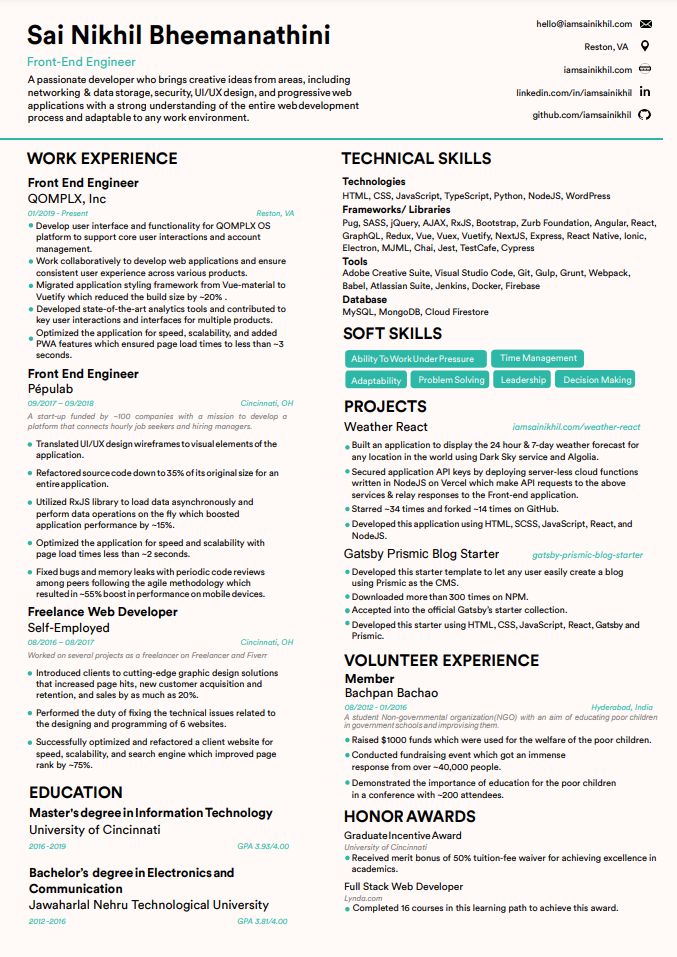 Sai Nikhil Bheemanathini
Front-End Engineer
A passionate developer who brings creative ideas from areas, including
networking & data storage, security, UI/UX design, and progressive web
applications with a strong understanding of the entire web development
process and adaptable to any work environment.
hello@iamsainikhil.com
Reston, VA
iamsainikhil.com
linkedin.com/in/iamsainikhil
github.com/iamsainikhil
WORK EXPERIENCE
Front End Engineer
QOMPLX, Inc
01/2019 - Present Reston, VA
• Develop user interface and functionality for QOMPLX OS
platform to support core user interactions and account
management.
• Work collaboratively to develop web applications and ensure
consistent user experience across various products.
• Migrated application styling framework from Vue-material to
Vuetify which reduced the build size by ~20% .
• Developed state-of-the-art analytics tools and contributed to
key user interactions and interfaces for multiple products.
• Optimized the application for speed, scalability, and added
PWA features which ensured page load times to less than ~3
seconds.
Front End Engineer
Pépulab
09/2017 – 09/2018 Cincinnati, OH
A start-up funded by ~100 companies with a mission to develop a
platform that connects hourly job seekers and hiring managers.
• Translated UI/UX design wireframes to visual elements of the
application.
• Refactored source code down to 35% of its original size for an
entire application.
• Utilized RxJS library to load data asynchronously and
perform data operations on the fly which boosted
application performance by ~15%.
• Optimized the application for speed and scalability with
page load times less than ~2 seconds.
• Fixed bugs and memory leaks with periodic code reviews
among peers following the agile methodology which
resulted in ~55% boost in performance on mobile devices.
Freelance Web Developer
Self-Employed
08/2016 – 08/2017 Cincinnati, OH
Worked on several projects as a freelancer on Freelancer and Fiverr
• Introduced clients to cutting-edge graphic design solutions
that increased page hits, new customer acquisition and
retention, and sales by as much as 20%.
• Performed the duty of fixing the technical issues related to
the designing and programming of 6 websites.
• Successfully optimized and refactored a client website for
speed, scalability, and search engine which improved page
rank by ~75%.
EDUCATION
Master's degree in Information Technology
University of Cincinnati
2016 -2019 GPA 3.93/4.00
Bachelor's degree in Electronics and
Communication
Jawaharlal Nehru Technological University
2012 -2016 GPA 3.81/4.00
TECHNICAL SKILLS
Technologies
HTML, CSS, JavaScript, TypeScript, Python, NodeJS, WordPress
Frameworks/ Libraries
Pug, SASS, jQuery, AJAX, RxJS, Bootstrap, Zurb Foundation, Angular, React,
GraphQL, Redux, Vue, Vuex, Vuetify, NextJS, Express, React Native, Ionic,
Electron, MJML, Chai, Jest, TestCafe, Cypress
Tools
Adobe Creative Suite, Visual Studio Code, Git, Gulp, Grunt, Webpack,
Babel, Atlassian Suite, Jenkins, Docker, Firebase
Database
MySQL, MongoDB, Cloud Firestore
SOFT SKILLS
Ability To Work Under Pressure Time Management
Adaptability Problem Solving Leadership Decision Making
PROJECTS
Weather React iamsainikhil.com/weather-react
• Built an application to display the 24 hour & 7-day weather forecast for
any location in the world using Dark Sky service and Algolia.
• Secured application API keys by deploying server-less cloud functions
written in NodeJS on Vercel which make API requests to the above
services & relay responses to the Front-end application.
• Starred ~34 times and forked ~14 times on GitHub.
• Developed this application using HTML, SCSS, JavaScript, React, and
NodeJS.
Gatsby Prismic Blog Starter gatsby-prismic-blog-starter
• Developed this starter template to let any user easily create a blog
using Prismic as the CMS.
• Downloaded more than 300 times on NPM.
• Accepted into the official Gatsby's starter collection.
• Developed this starter using HTML, CSS, JavaScript, React, Gatsby and
Prismic.
VOLUNTEER EXPERIENCE
Member
Bachpan Bachao
08/2012 - 01/2016 Hyderabad, India
A student Non-governmental organization(NGO) with an aim of educating poor children
in government schools and improvising them.
• Raised $1000 funds which were used for the welfare of the poor children.
• Conducted fundraising event which got an immense
response from over ~40,000 people.
• Demonstrated the importance of education for the poor children
in a conference with ~200 attendees.
HONOR AWARDS
Graduate Incentive Award
University of Cincinnati
• Received merit bonus of 50% tuition-fee waiver for achieving excellence in
academics.
Full Stack Web Developer
Lynda.com
• Completed 16 courses in this learning path to achieve this award.